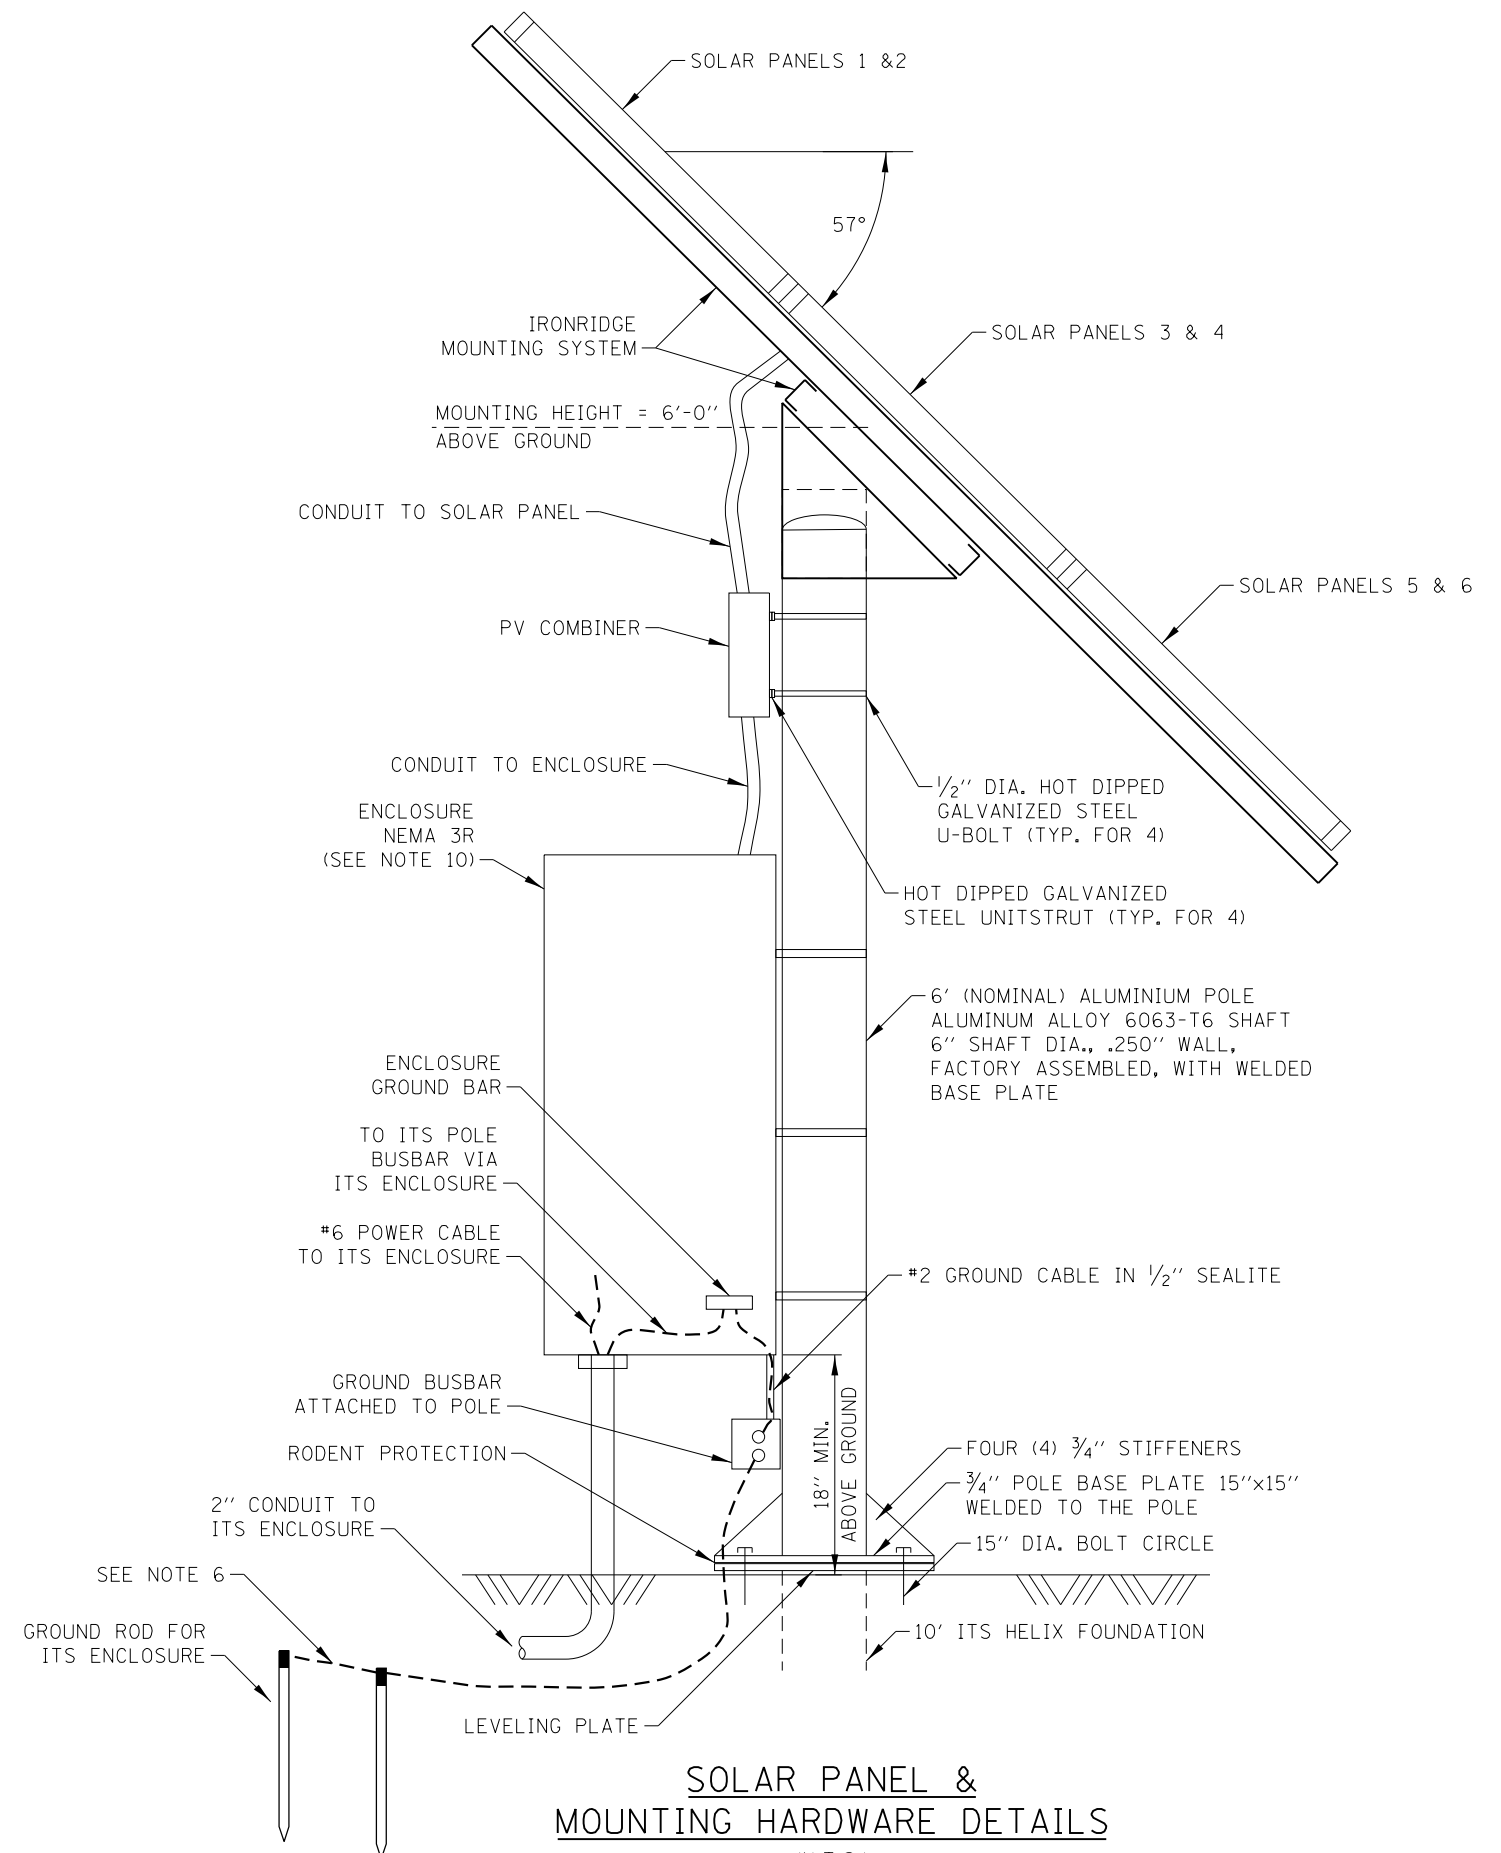 SOLAR PANELS 1 &2
57°
IRONRIDGE
MOUNTING SYSTEM
SOLAR PANELS 3 & 4
MOUNTING HEIGHT = 6'-0"
ABOVE GROUND
CONDUIT TO SOLAR PANEL
SOLAR PANELS 5 & 6
PV COMBINER
CONDUIT TO ENCLOSURE
1/2" DIA. HOT DIPPED
GALVANIZED STEEL
U-BOLT (TYP. FOR 4)
ENCLOSURE
NEMA 3R
(SEE NOTE 10)
HOT DIPPED GALVANIZED
STEEL UNITSTRUT (TYP. FOR 4)
6' (NOMINAL) ALUMINIUM POLE
ALUMINUM ALLOY 6063-T6 SHAFT
6" SHAFT DIA., .250" WALL,
FACTORY ASSEMBLED, WITH WELDED
BASE PLATE
ENCLOSURE
GROUND BAR
TO ITS POLE
BUSBAR VIA
ITS ENCLOSURE
#6 POWER CABLE
TO ITS ENCLOSURE
#2 GROUND CABLE IN 1/2" SEALITE
GROUND BUSBAR
ATTACHED TO POLE
18" MIN.
ABOVE GROUND
RODENT PROTECTION
FOUR (4) 3/4" STIFFENERS
3/4" POLE BASE PLATE 15"x15"
WELDED TO THE POLE
2" CONDUIT TO
ITS ENCLOSURE
15" DIA. BOLT CIRCLE
SEE NOTE 6
GROUND ROD FOR
ITS ENCLOSURE
10' ITS HELIX FOUNDATION
LEVELING PLATE
SOLAR PANEL &
MOUNTING HARDWARE DETAILS